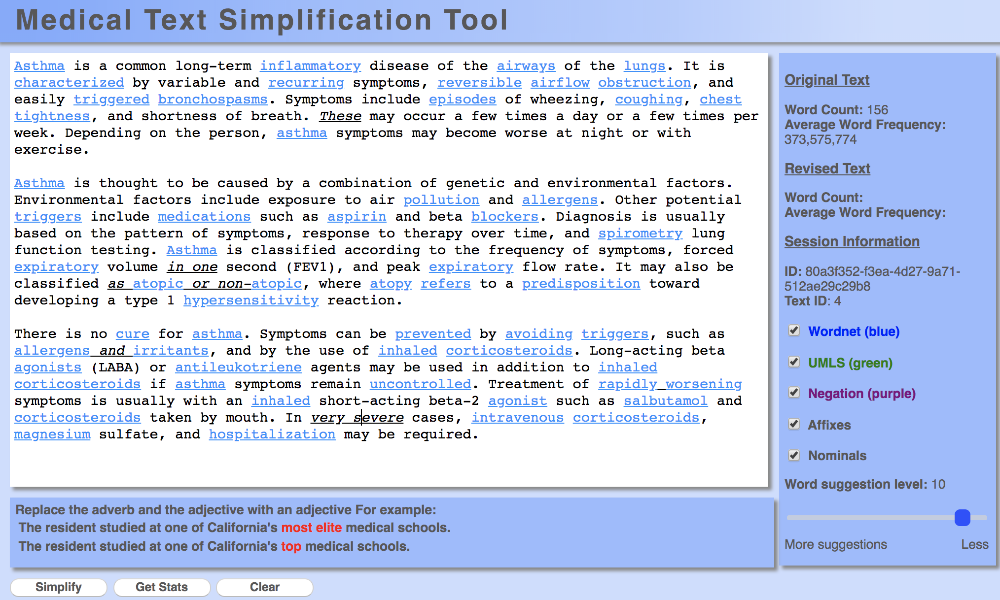 Medical Text Simplification Tool
Asthma is a common long-term inflammatory disease of the airways of the lungs. It is
characterized by variable and recurring symptoms, reversible airflow obstruction, and
easily triggered bronchospasms. Symptoms include episodes of wheezing, coughing, chest
tightness, and shortness of breath. These may occur a few times a day or a few times per
week. Depending on the person, asthma symptoms may become worse at night or with
exercise.
Asthma is thought to be caused by a combination of genetic and environmental factors.
Environmental factors include exposure to air pollution and allergens. Other potential
triggers include medications such as aspirin and beta blockers. Diagnosis is usually
based on the pattern of symptoms, response to therapy over time, and spirometry lung
function testing. Asthma is classified according to the frequency of symptoms, forced
expiratory volume in one second (FEV1), and peak expiratory flow rate. It may also be
classified as atopic or non-atopic, where atopy refers to a predisposition toward
developing a type 1 hypersensitivity reaction.
There is no cure for asthma. Symptoms can be prevented by avoiding triggers, such as
allergens and irritants, and by the use of inhaled corticosteroids. Long-acting beta
agonists (LABA) or antileukotriene agents may be used in addition to inhaled
corticosteroids if asthma symptoms remain uncontrolled. Treatment of rapidly worsening
symptoms is usually with an inhaled short-acting beta-2 agonist such as salbutamol and
corticosteroids taken by mouth. In very severe cases, intravenous corticosteroids,
magnesium sulfate, and hospitalization may be required.
Replace the adverb and the adjective with an adjective For example:
The resident studied at one of California's most elite medical schools.
The resident studied at one of California's top medical schools.
Simplify
Get Stats
Clear
Original Text
Word Count: 156
Average Word Frequency:
373,575,774
Revised Text
Word Count:
Average Word Frequency:
Session Information
ID: 80a3f352-f3ea-4d27-9a71-
512ae29c29b8
Text ID: 4
Wordnet (blue)
UMLS (green)
Negation (purple)
Affixes
Nominals
Word suggestion level: 10
More suggestions
Less